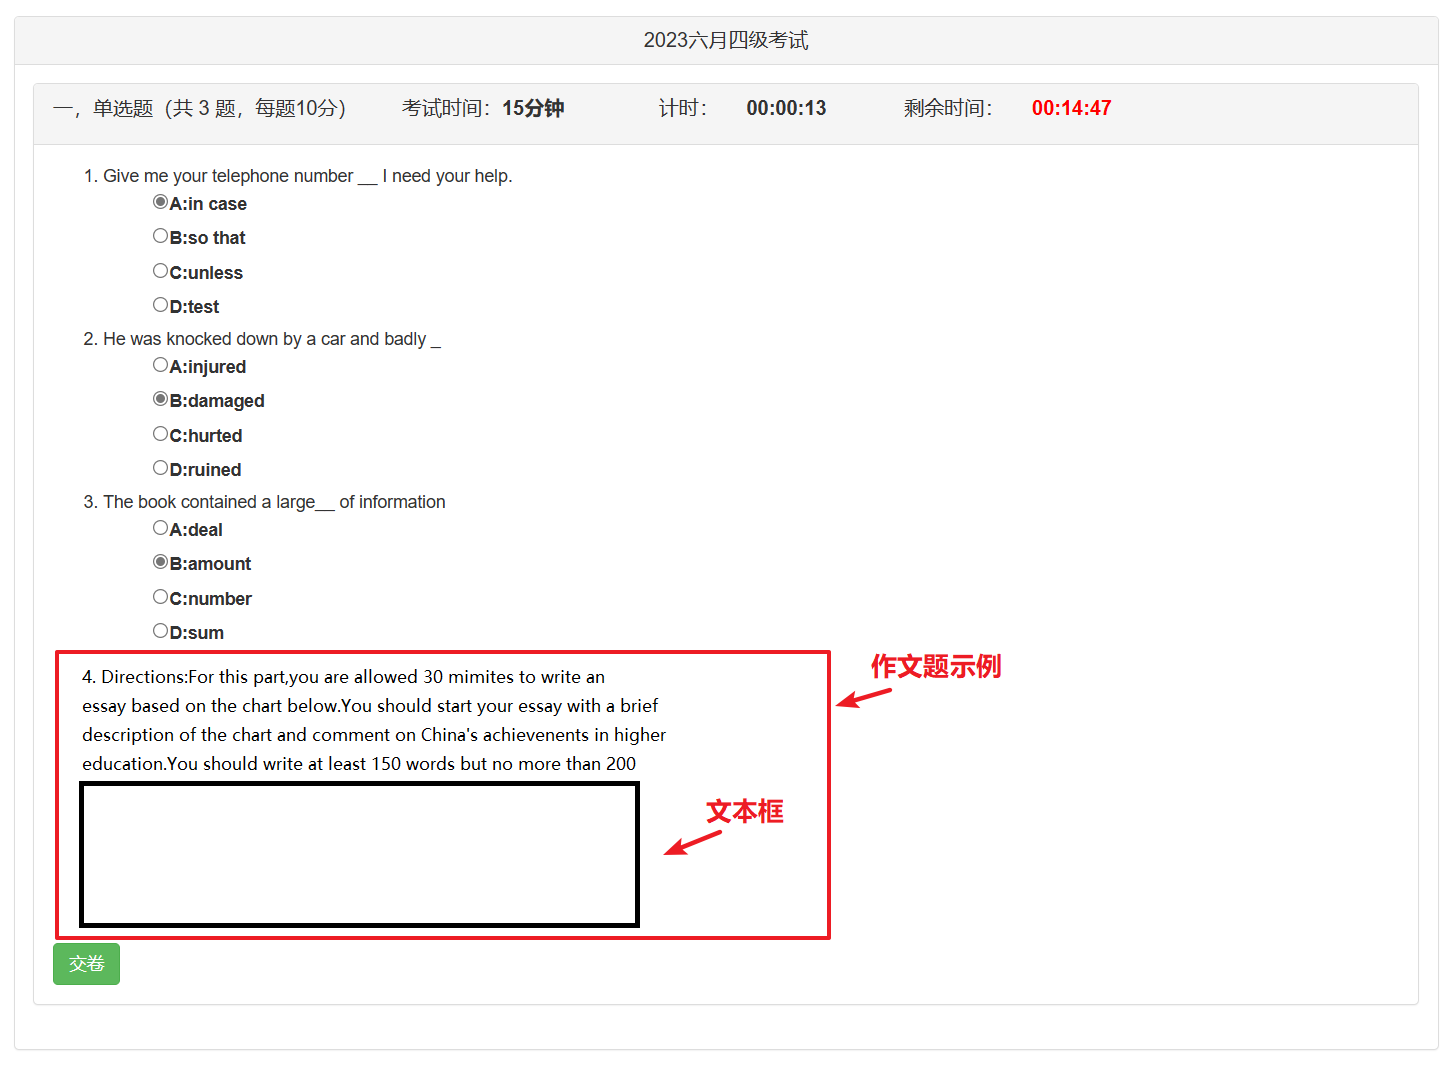 2023六月四级考试
一，单选题（共 3 题，每题10分） 考试时间：15分钟 计时： 00:00:13 剩余时间： 00:14:47
1. Give me your telephone number __ I need your help.
A:in case
B:so that
C:unless
D:test
2. He was knocked down by a car and badly _
A:injured
B:damaged
C:hurted
D:ruined
3. The book contained a large__ of information
A:deal
B:amount
C:number
D:sum
作文题示例
4. Directions:For this part,you are allowed 30 mimites to write an
essay based on the chart below.You should start your essay with a brief
description of the chart and comment on China's achievenents in higher
education.You should write at least 150 words but no more than 200
文本框
交卷